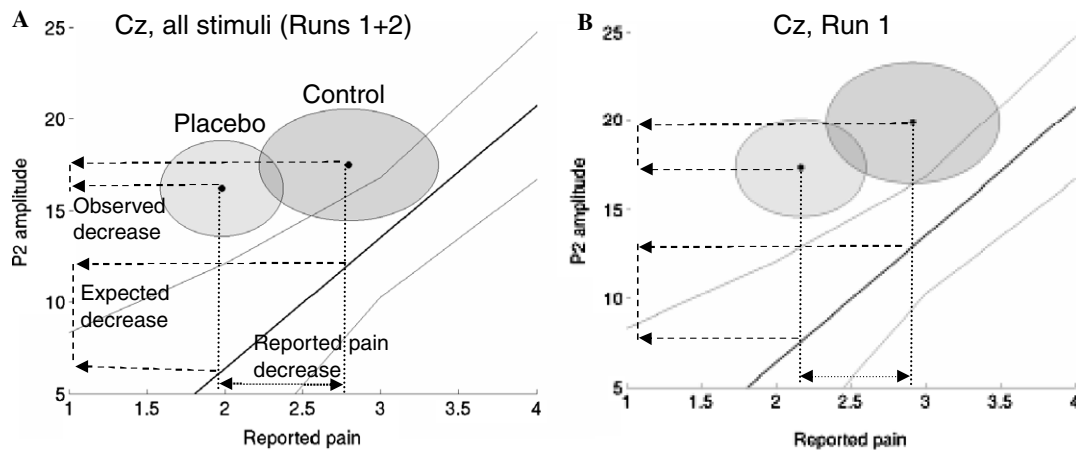 A
Cz, all stimuli (Runs 1+2)
25
20
15
10
5
P2 amplitude
Control
Placebo
Observed
decrease
Expected
decrease
Reported pain
decrease
1
1.5
2
2.5
3
3.5
4
Reported pain
B
Cz, Run 1
25
20
15
10
5
P2 amplitude
1
1.5
2
2.5
3
3.5
4
Reported pain